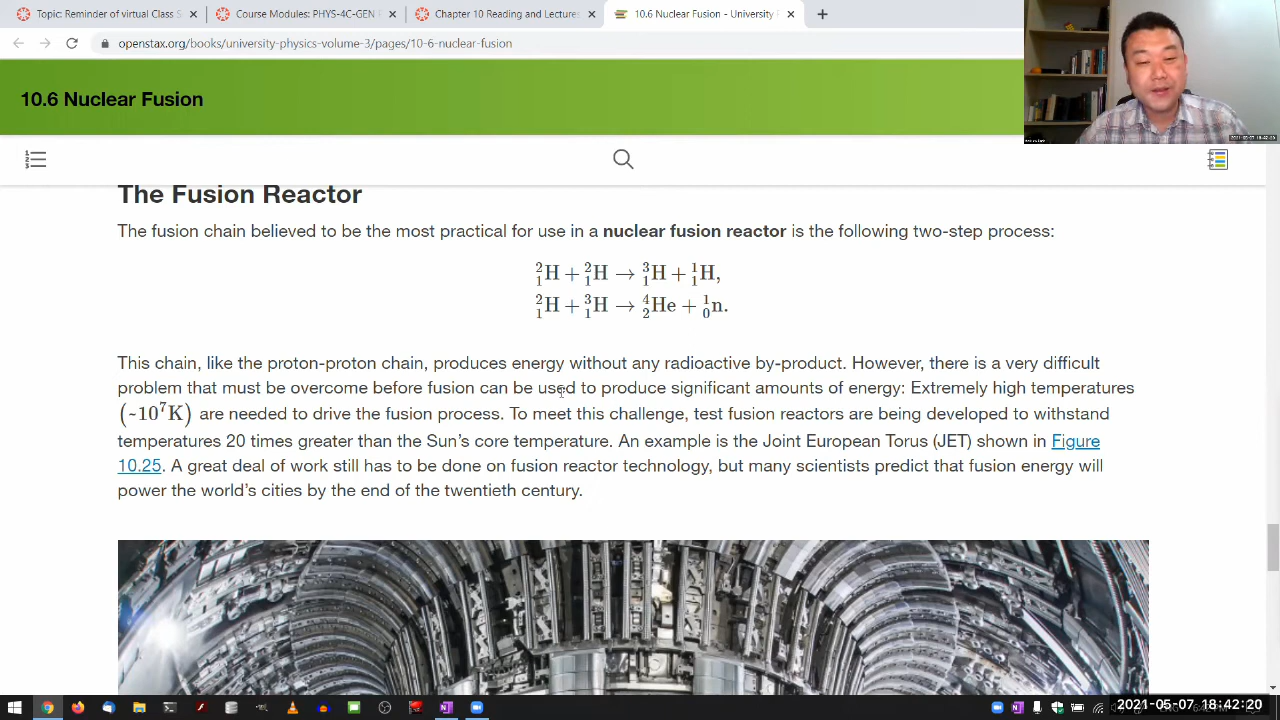 Topic: Reminder of virtual Class S
Course Modules: PHYS-4C-GEN F
Chapter 10 Reading and Lectures
10.6 Nuclear Fusion - University P
openstax.org/books/university-physics-volume-3/pages/10-6-nuclear-fusion
10.6 Nuclear Fusion
The Fusion Reactor
The fusion chain believed to be the most practical for use in a nuclear fusion reactor is the following two-step process:
²₁H + ²₁H → ³₁H + ¹₁H,
²₁H + ³₁H → ⁴₂He + ¹₀n.
This chain, like the proton-proton chain, produces energy without any radioactive by-product. However, there is a very difficult
problem that must be overcome before fusion can be used to produce significant amounts of energy: Extremely high temperatures
(~10⁷K) are needed to drive the fusion process. To meet this challenge, test fusion reactors are being developed to withstand
temperatures 20 times greater than the Sun’s core temperature. An example is the Joint European Torus (JET) shown in Figure
10.25. A great deal of work still has to be done on fusion reactor technology, but many scientists predict that fusion energy will
power the world’s cities by the end of the twentieth century.
2021-05-07 18:42:20